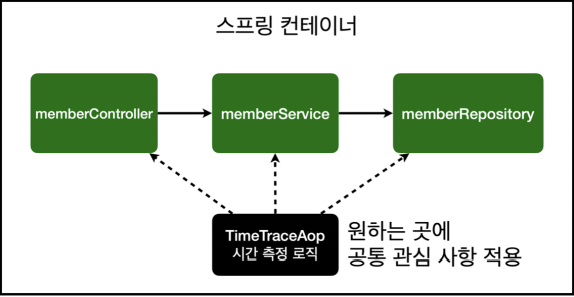 스프링 컨테이너
memberController
memberService
memberRepository
TimeTraceAop
시간 측정 로직
원하는 곳에
공통 관심 사항 적용